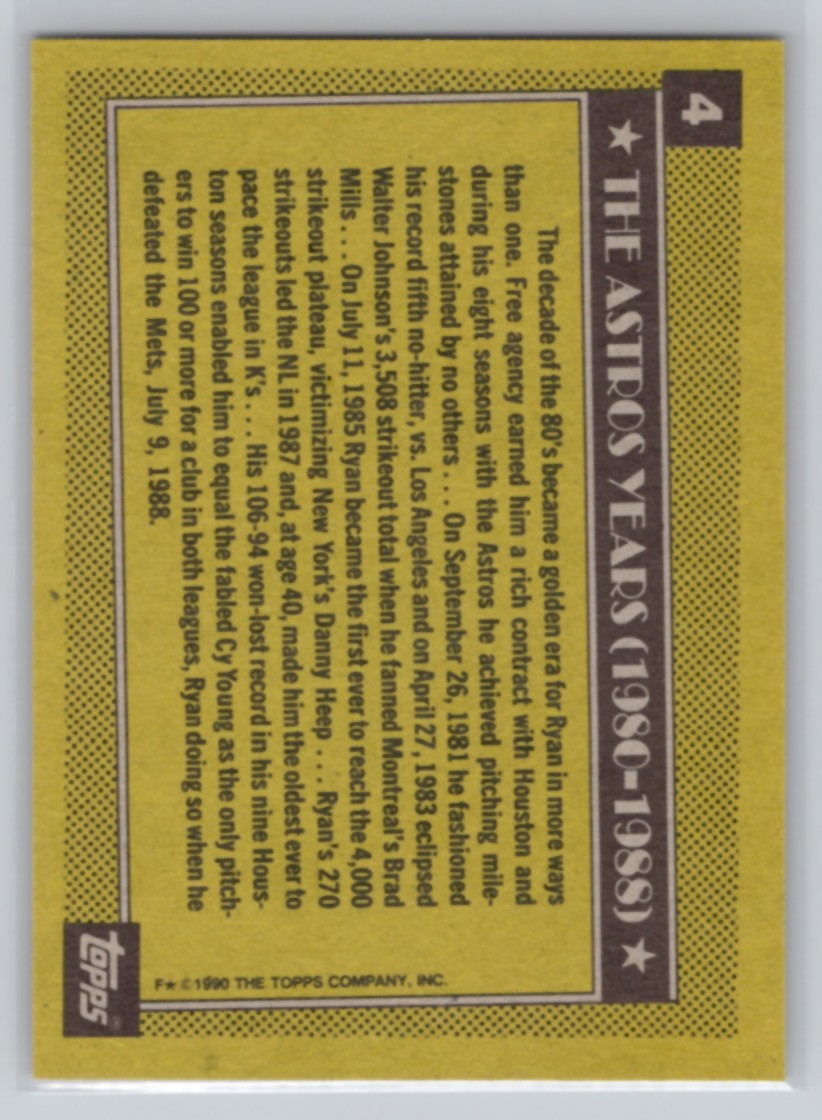 4
★ THE ASTROS YEARS (1980-1988) ★
The decade of the 80's became a golden era for Ryan in more ways
than one. Free agency earned him a rich contract with Houston and
during his eight seasons with the Astros he achieved pitching mile-
stones attained by no others . . . On September 26, 1981 he fashioned
his record fifth no-hitter, vs. Los Angeles and on April 27, 1983 eclipsed
Walter Johnson's 3,508 strikeout total when he fanned Montreal's Brad
Mills . . . On July 11, 1985 Ryan became the first ever to reach the 4,000
strikeout plateau, victimizing New York's Danny Heep . . . Ryan's 270
strikeouts led the NL in 1987 and, at age 40, made him the oldest ever to
pace the league in K's . . . His 106-94 won-lost record in his nine Hous-
ton seasons enabled him to equal the fabled Cy Young as the only pitch-
ers to win 100 or more for a club in both leagues, Ryan doing so when he
defeated the Mets, July 9, 1988.
F★ ©1990 THE TOPPS COMPANY, INC.
topps®